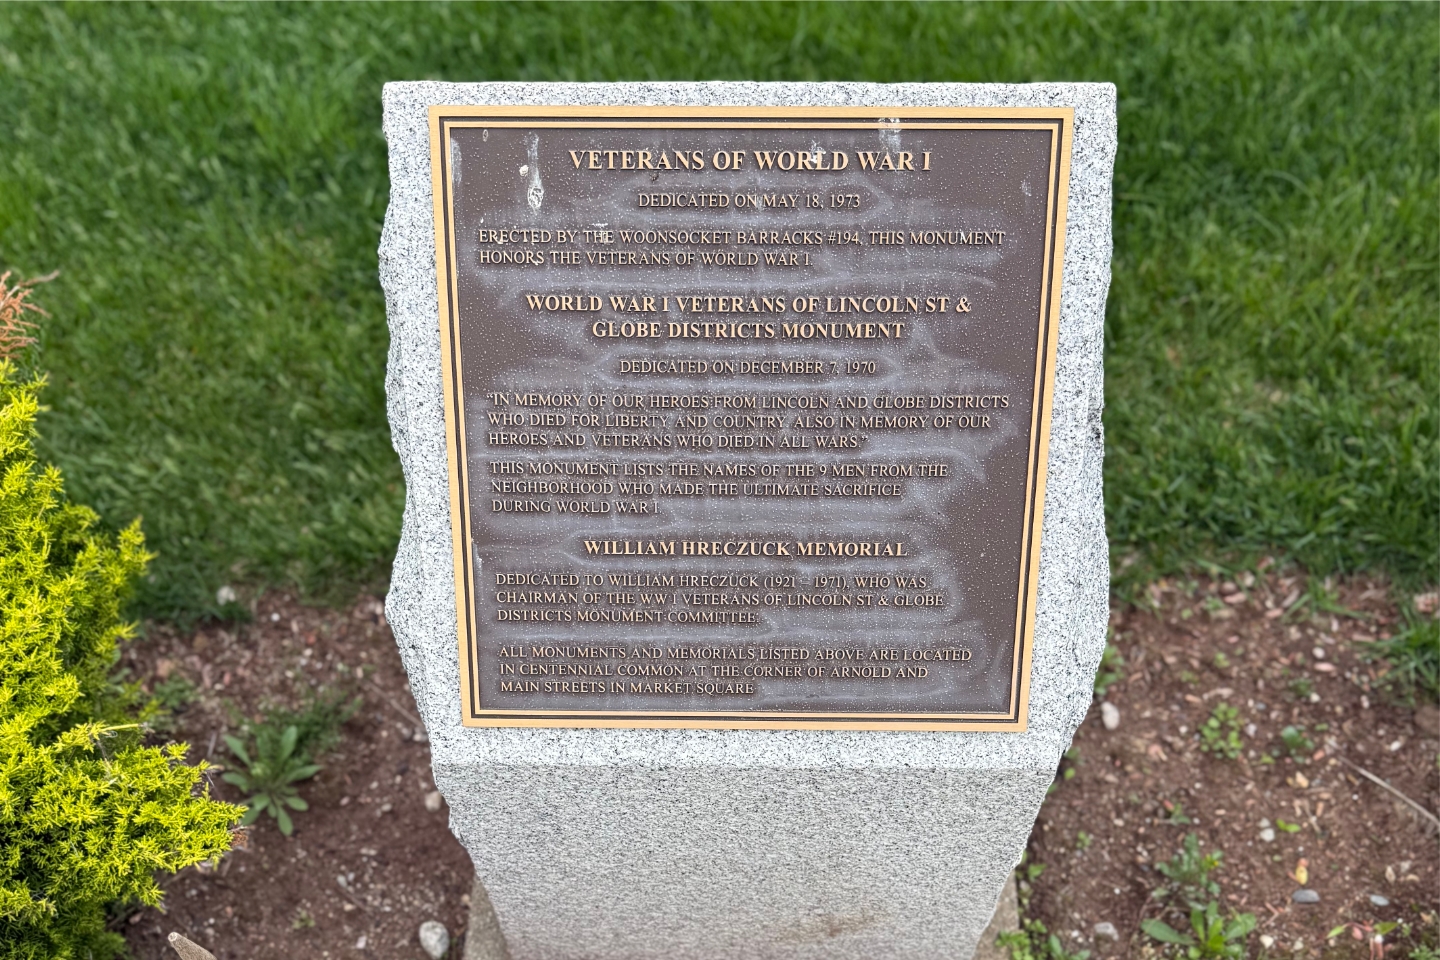 VETERANS OF WORLD WAR I
DEDICATED ON MAY 18, 1973
ERECTED BY THE WOONSOCKET BARRACKS #194, THIS MONUMENT
HONORS THE VETERANS OF WORLD WAR I.
WORLD WAR I VETERANS OF LINCOLN ST &
GLOBE DISTRICTS MONUMENT
DEDICATED ON DECEMBER 7, 1970
"IN MEMORY OF OUR HEROES FROM LINCOLN AND GLOBE DISTRICTS
WHO DIED FOR LIBERTY AND COUNTRY. ALSO IN MEMORY OF OUR
HEROES AND VETERANS WHO DIED IN ALL WARS."
THIS MONUMENT LISTS THE NAMES OF THE 9 MEN FROM THE
NEIGHBORHOOD WHO MADE THE ULTIMATE SACRIFICE
DURING WORLD WAR I.
WILLIAM HRECZUCK MEMORIAL
DEDICATED TO WILLIAM HRECZUCK (1921 – 1971), WHO WAS
CHAIRMAN OF THE WW I VETERANS OF LINCOLN ST & GLOBE
DISTRICTS MONUMENT COMMITTEE.
ALL MONUMENTS AND MEMORIALS LISTED ABOVE ARE LOCATED
IN CENTENNIAL COMMON AT THE CORNER OF ARNOLD AND
MAIN STREETS IN MARKET SQUARE